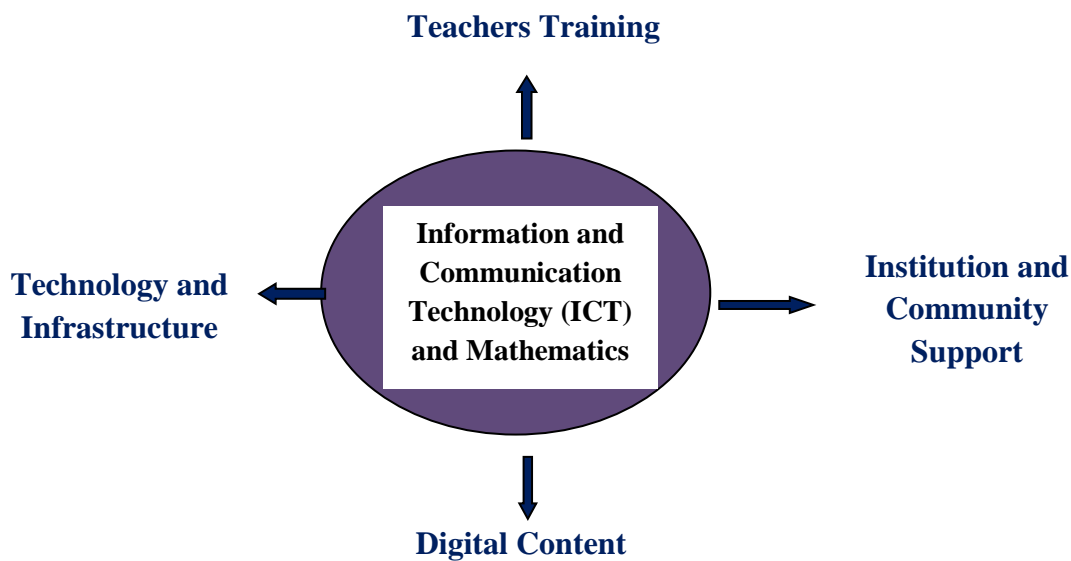 Teachers Training
Information and
Communication
Technology (ICT)
and Mathematics
Technology and
Infrastructure
Institution and
Community
Support
Digital Content